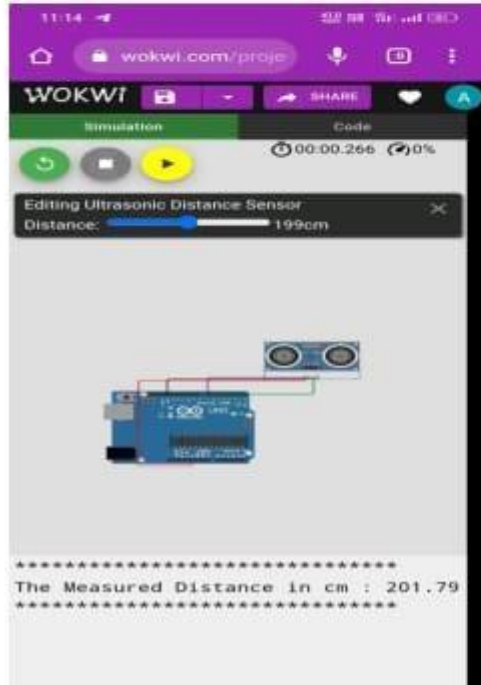 11:14
wokwi.com/proje
WOKWI
SHARE
A
Simulation
Code
00:00.266
0%
Editing Ultrasonic Distance Sensor
Distance: 199cm
UNO
*******************************
The Measured Distance in cm : 201.79
*******************************